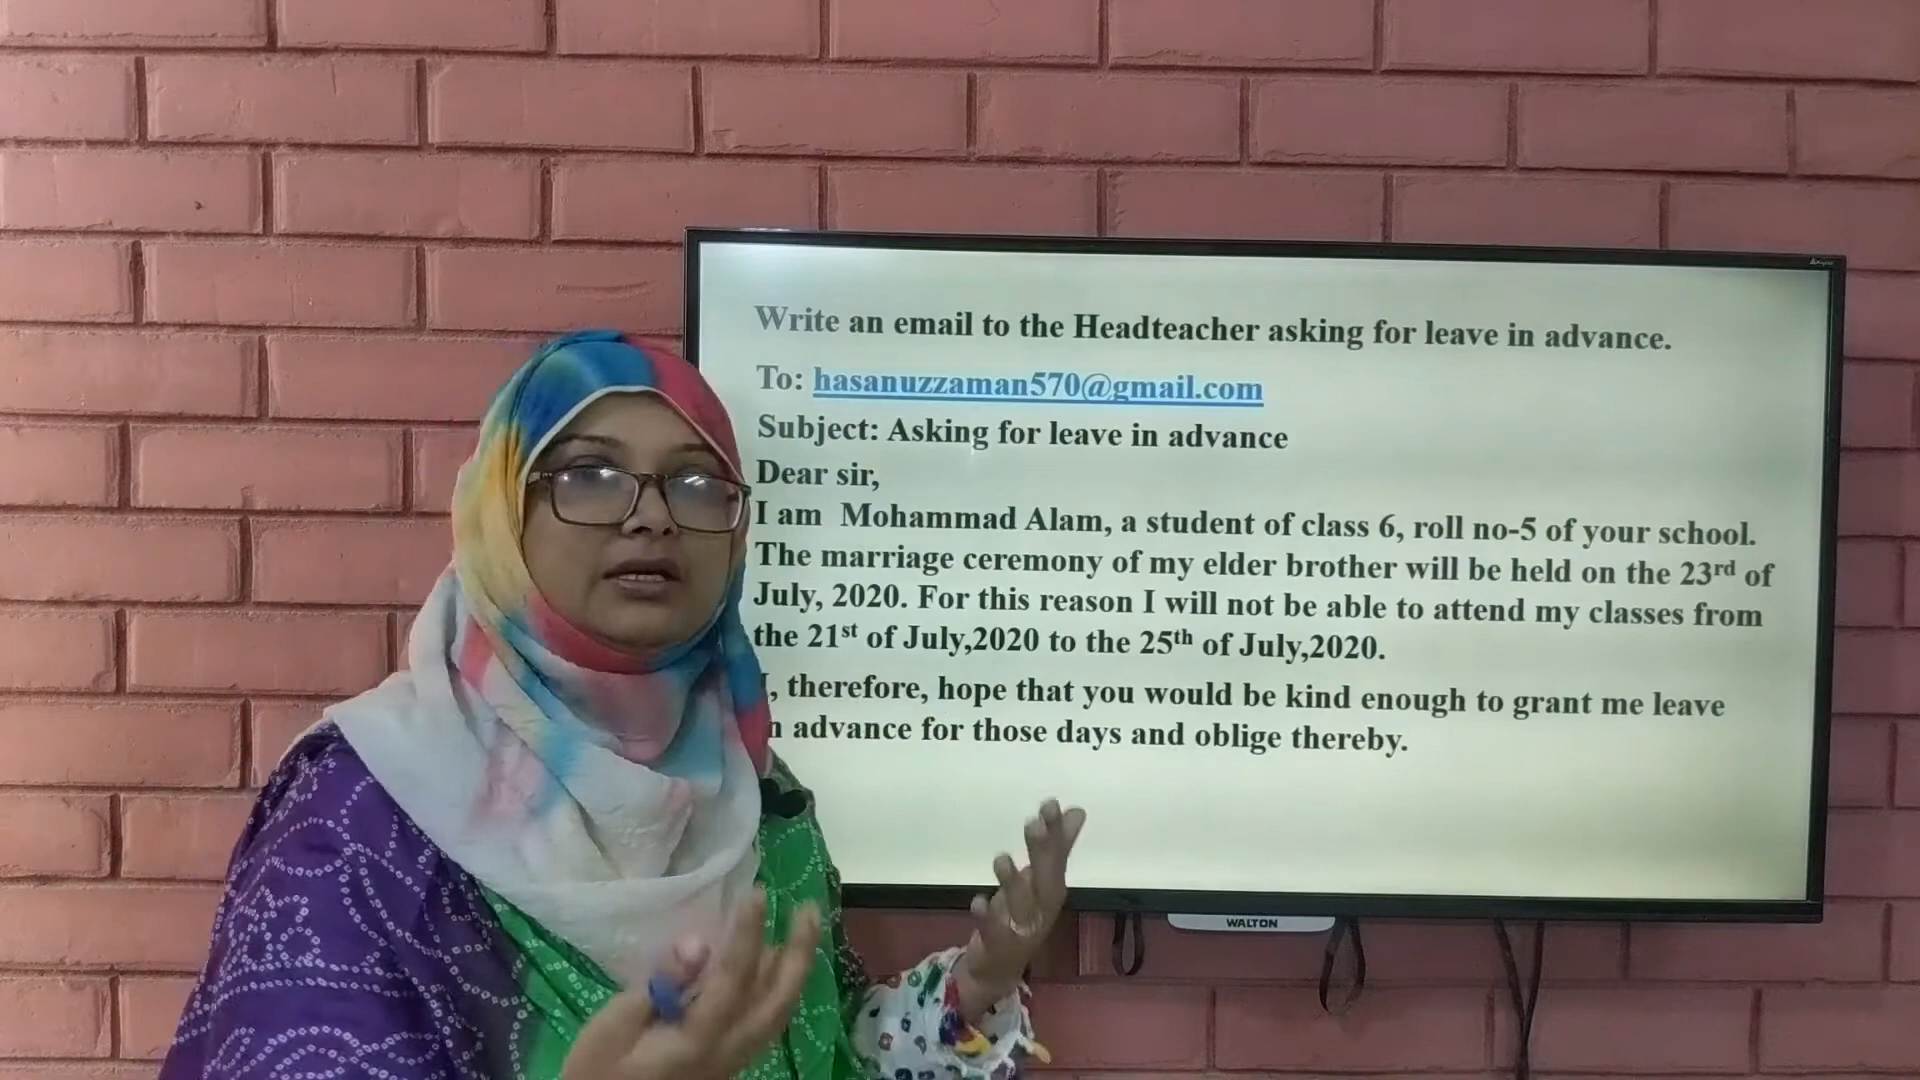 Write an email to the Headteacher asking for leave in advance.
To: hasanuzzaman570@gmail.com
Subject: Asking for leave in advance
Dear sir,
I am Mohammad Alam, a student of class 6, roll no-5 of your school.
The marriage ceremony of my elder brother will be held on the 23rd of
July, 2020. For this reason I will not be able to attend my classes from
the 21st of July,2020 to the 25th of July,2020.
I, therefore, hope that you would be kind enough to grant me leave
in advance for those days and oblige thereby.
WALTON